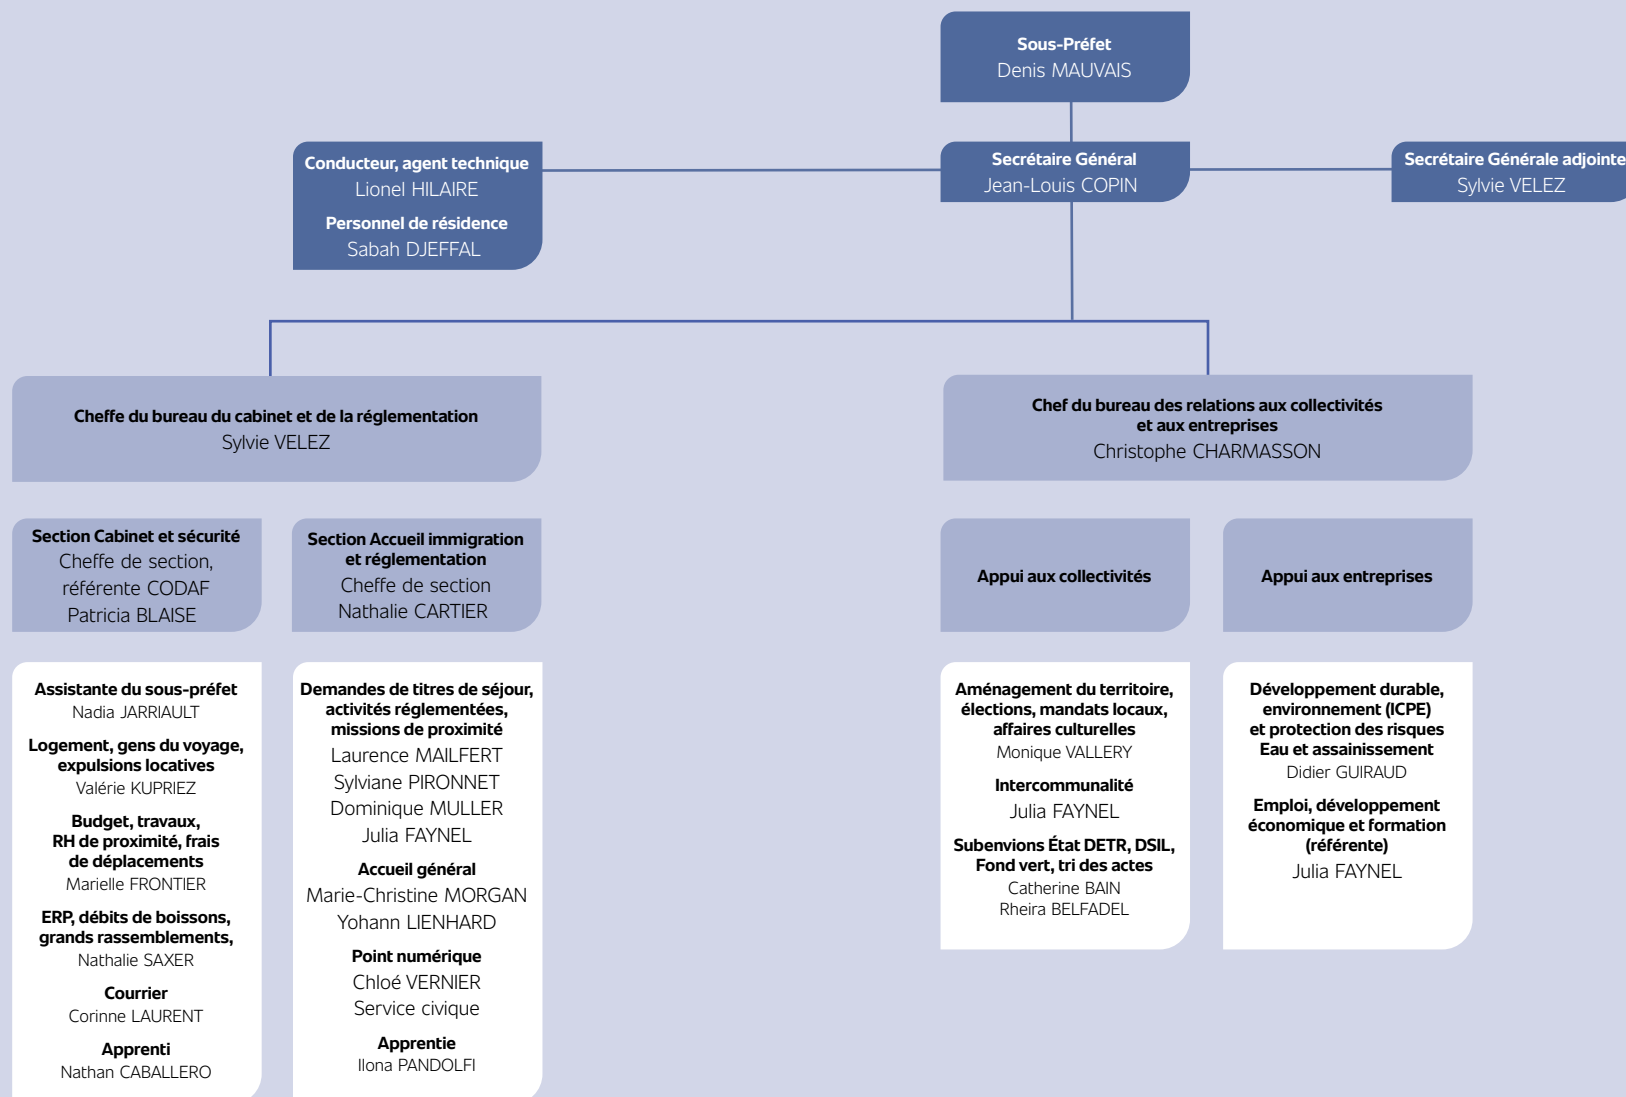 Sous-Préfet
Denis MAUVAIS
Conducteur, agent technique
Lionel HILAIRE
Personnel de résidence
Sabah DJEFFAL
Secrétaire Général
Jean-Louis COPIN
Secrétaire Générale adjointe
Sylvie VELEZ
Cheffe du bureau du cabinet et de la réglementation
Sylvie VELEZ
Chef du bureau des relations aux collectivités
et aux entreprises
Christophe CHARMASSON
Section Cabinet et sécurité
Cheffe de section,
référente CODAF
Patricia BLAISE
Section Accueil immigration
et réglementation
Cheffe de section
Nathalie CARTIER
Appui aux collectivités
Appui aux entreprises
Assistante du sous-préfet
Nadia JARRIAULT
Logement, gens du voyage,
expulsions locatives
Valérie KUPRIEZ
Budget, travaux,
RH de proximité, frais
de déplacements
Marielle FRONTIER
ERP, débits de boissons,
grands rassemblements,
Nathalie SAXER
Courrier
Corinne LAURENT
Apprenti
Nathan CABALLERO
Demandes de titres de séjour,
activités réglementées,
missions de proximité
Laurence MAILFERT
Sylviane PIRONNET
Dominique MULLER
Julia FAYNEL
Accueil général
Marie-Christine MORGAN
Yohann LIENHARD
Point numérique
Chloé VERNIER
Service civique
Apprentie
Ilona PANDOLFI
Aménagement du territoire,
élections, mandats locaux,
affaires culturelles
Monique VALLERY
Intercommunalité
Julia FAYNEL
Subenvions État DETR, DSIL,
Fond vert, tri des actes
Catherine BAIN
Rheira BELFADEL
Développement durable,
environnement (ICPE)
et protection des risques
Eau et assainissement
Didier GUIRAUD
Emploi, développement
économique et formation
(référente)
Julia FAYNEL